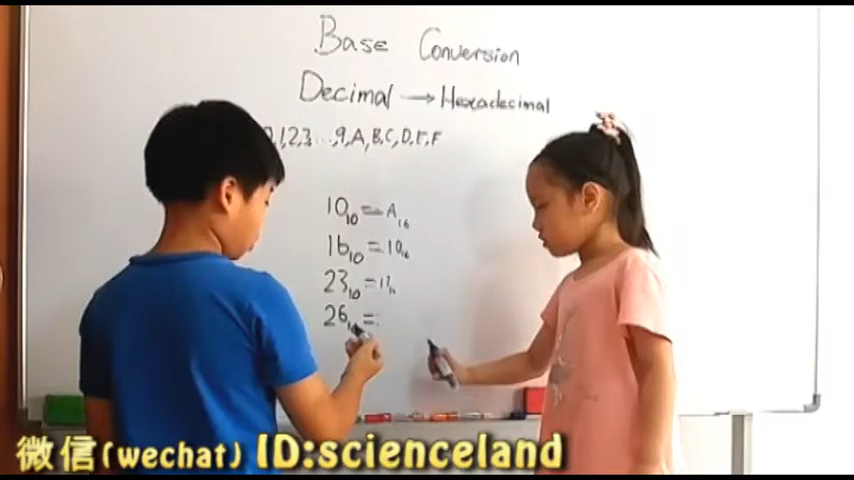 Base Conversion
Decimal → Hexadecimal
0,1,2,3...,9,A,B,C,D,E,F
10₁₀ = A₁₆
16₁₀ = 10₁₆
23₁₀ = 17₁₆
26₁₀ =
微信(wechat) ID:scienceland